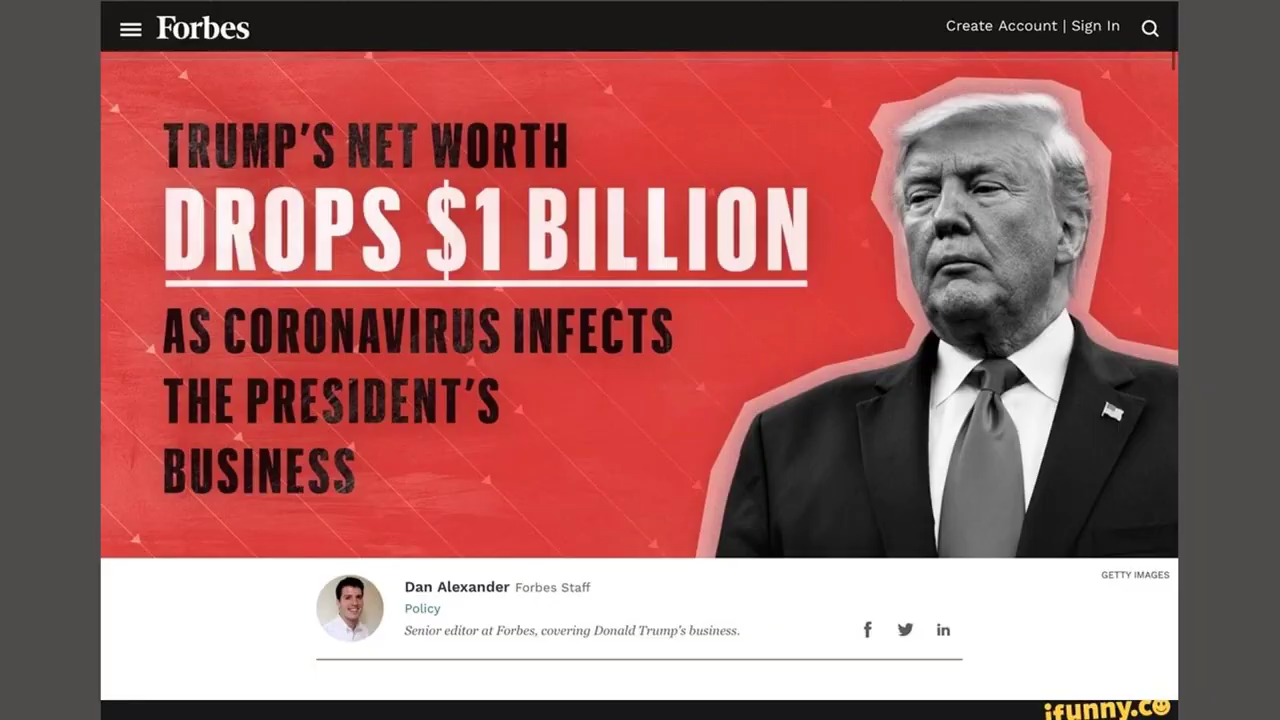 Forbes
Create Account | Sign In
TRUMP'S NET WORTH
DROPS $1 BILLION
AS CORONAVIRUS INFECTS
THE PRESIDENT'S
BUSINESS
GETTY IMAGES
Dan Alexander Forbes Staff
Policy
Senior editor at Forbes, covering Donald Trump's business.
f in
ifunny.co